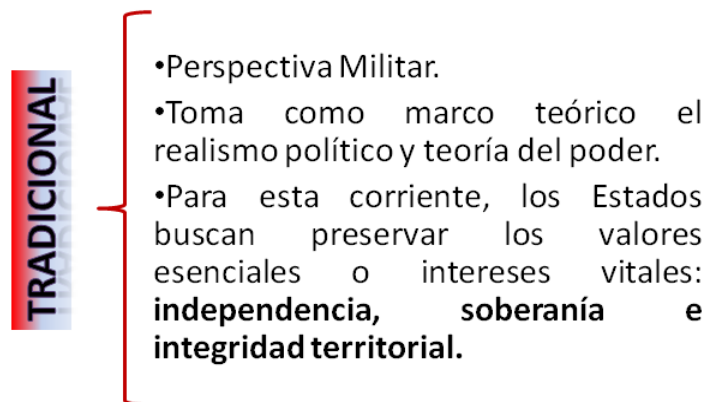 TRADICIONAL
•Perspectiva Militar.
•Toma como marco teórico el
realismo político y teoría del poder.
•Para esta corriente, los Estados
buscan preservar los valores
esenciales o intereses vitales:
independencia, soberanía e
integridad territorial.